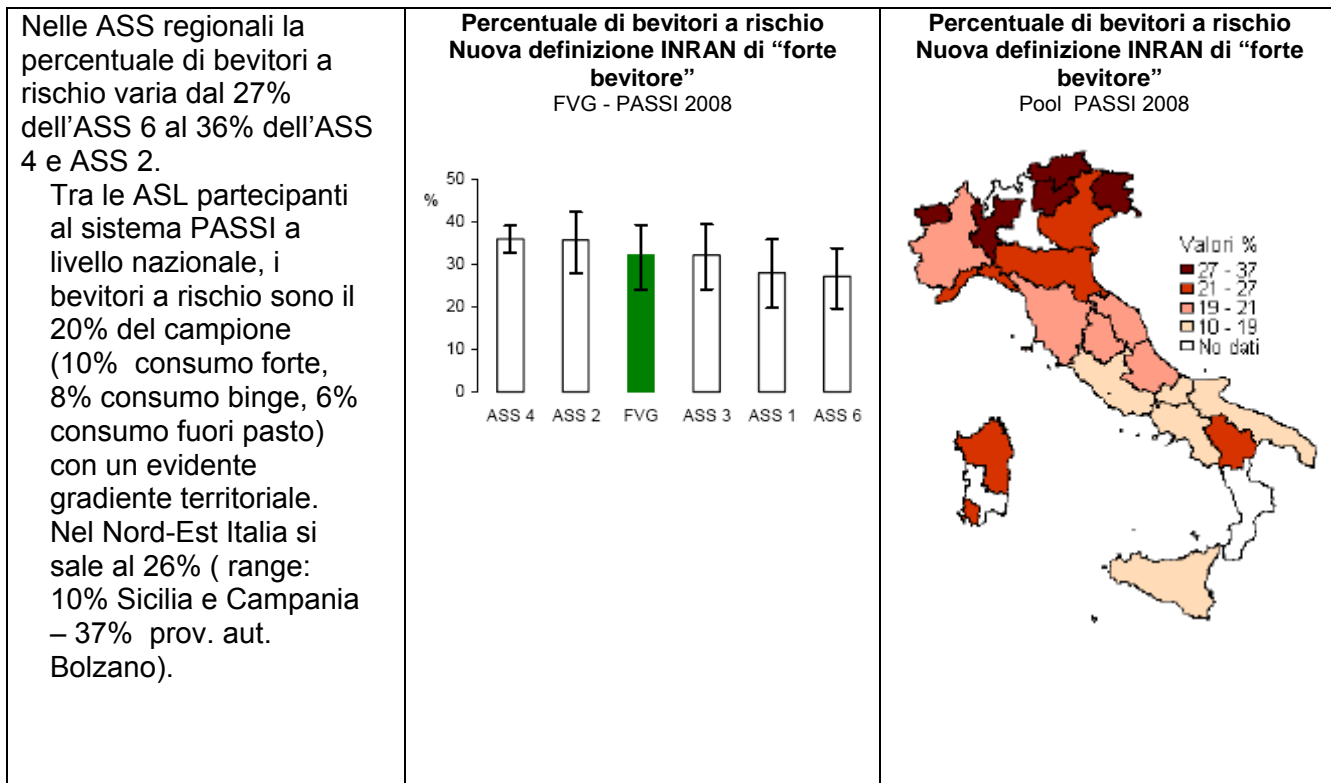 Nelle ASS regionali la
percentuale di bevitori a
rischio varia dal 27%
dell’ASS 6 al 36% dell’ASS
4 e ASS 2.
Tra le ASL partecipanti
al sistema PASSI a
livello nazionale, i
bevitori a rischio sono il
20% del campione
(10%  consumo forte,
8% consumo binge, 6%
consumo fuori pasto)
con un evidente
gradiente territoriale.
Nel Nord-Est Italia si
sale al 26% ( range:
10% Sicilia e Campania
– 37%  prov. aut.
Bolzano).
Percentuale di bevitori a rischio
Nuova definizione INRAN di “forte
bevitore”
FVG - PASSI 2008
%
50
40
30
20
10
0
ASS 4 ASS 2 FVG ASS 3 ASS 1 ASS 6
Percentuale di bevitori a rischio
Nuova definizione INRAN di “forte
bevitore”
Pool  PASSI 2008
Valori %
27 - 37
21 - 27
19 - 21
10 - 19
No dati